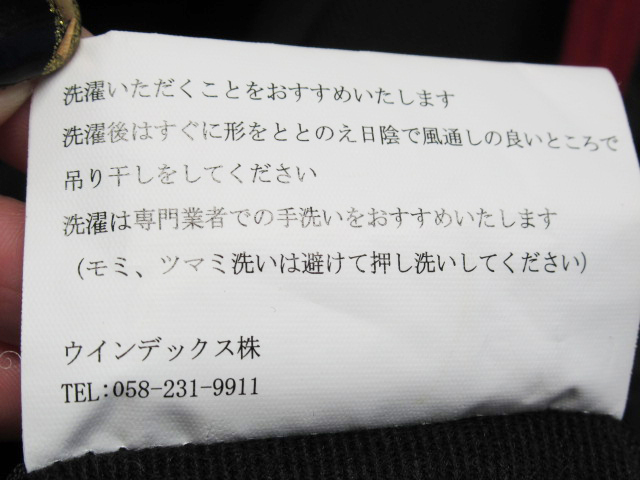 洗濯いただくことをおすすめいたします
洗濯後はすぐに形をととのえ日陰で風通しの良いところで
吊り干しをしてください
洗濯は専門業者での手洗いをおすすめいたします
(モミ、ツマミ洗いは避けて押し洗いしてください)
ウインデックス株
TEL:058-231-9911